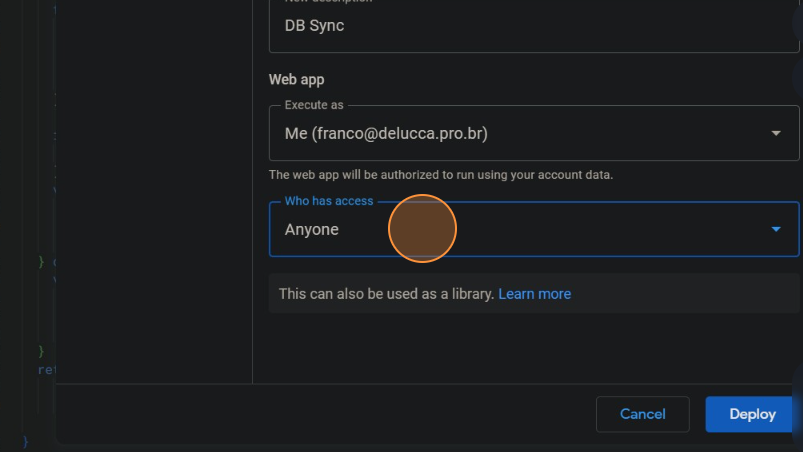 DB Sync
Web app
Execute as
Me (franco@delucca.pro.br)
The web app will be authorized to run using your account data.
Who has access
Anyone
This can also be used as a library. Learn more
}
}
ret
Cancel
Deploy
}